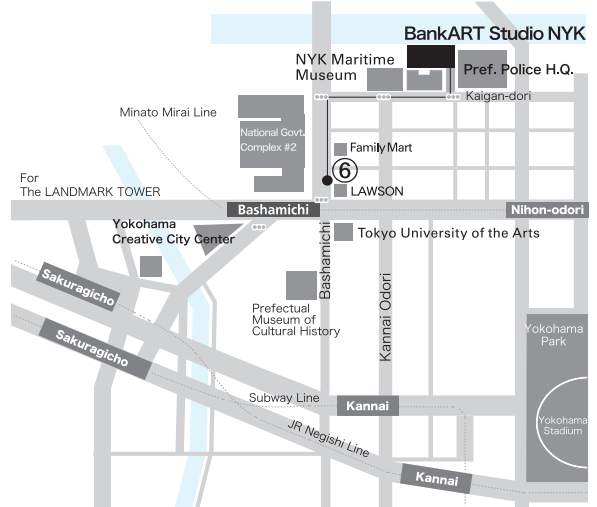 BankART Studio NYK
NYK Maritime
Museum
Pref. Police H.Q.
Kaigan-dori
Minato Mirai Line
National Govt.
Complex #2
Family Mart
6
For
The LANDMARK TOWER
LAWSON
Bashamichi
Nihon-odori
Yokohama
Creative City Center
Tokyo University of the Arts
Bashamichi
Kannai Odori
Sakuragicho
Prefectual
Museum of
Cultural History
Yokohama
Park
Sakuragicho
Subway Line
Kannai
Yokohama
Stadium
JR Negishi Line
Kannai